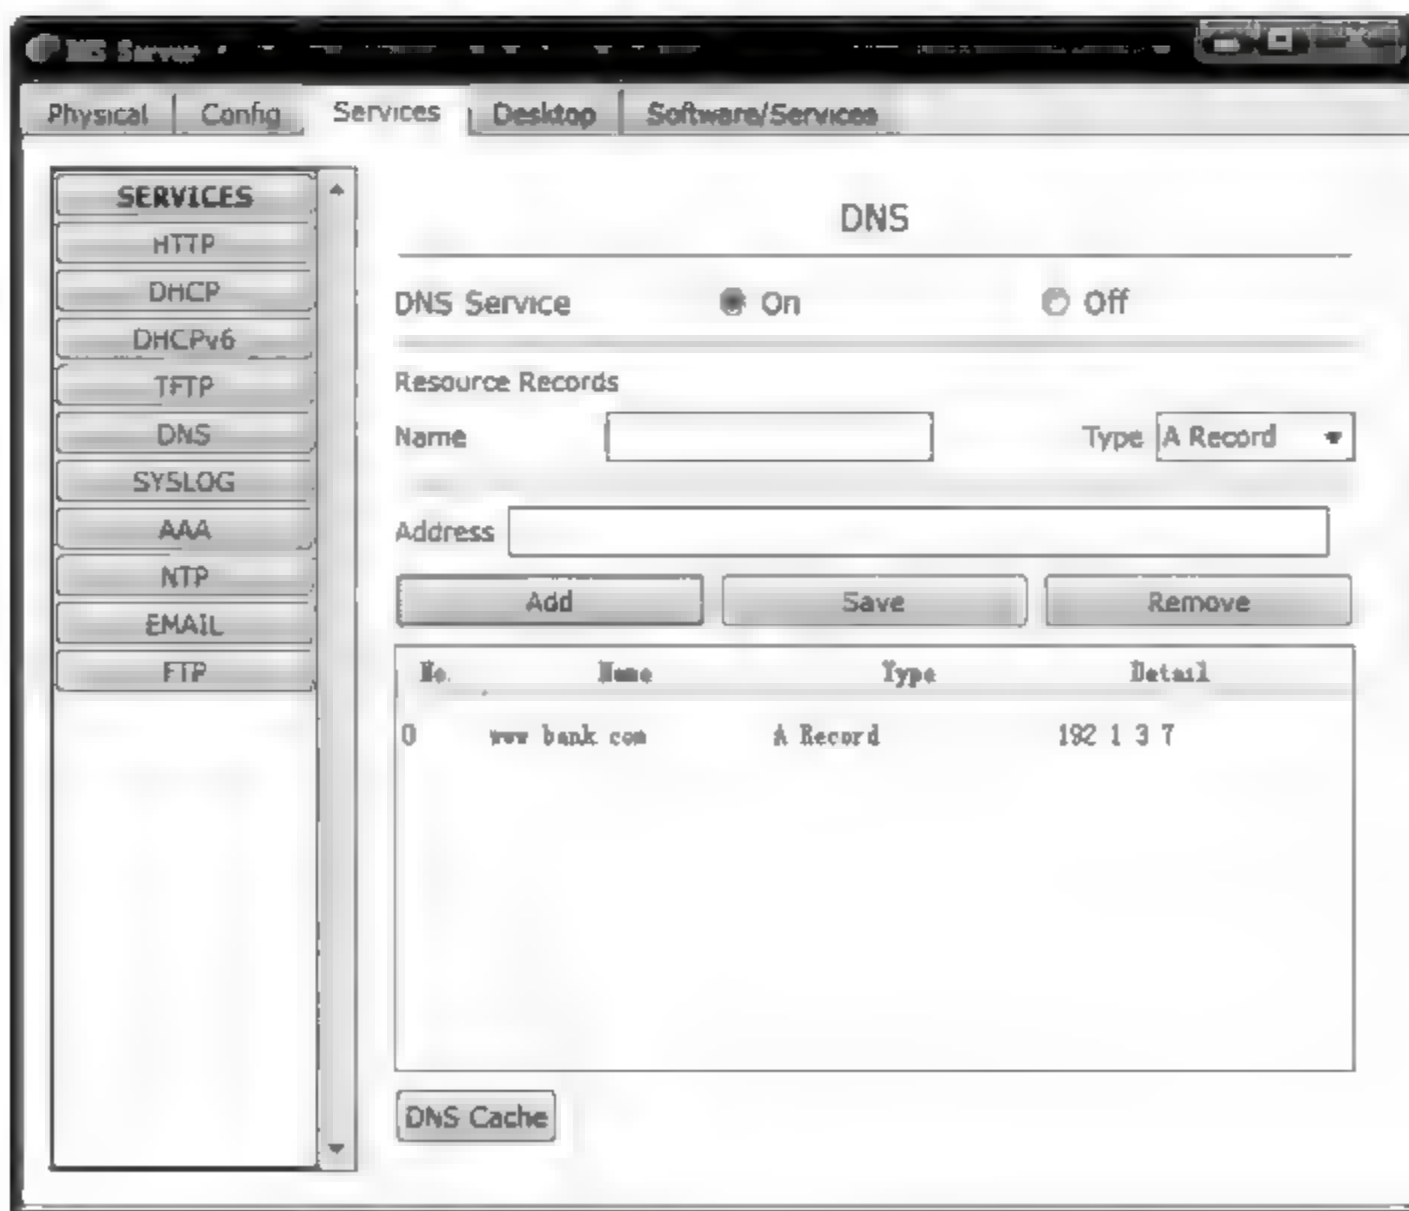 DNS Server
Physical Config Services Desktop Software/Services
SERVICES
HTTP
DHCP
DHCPv6
TFTP
DNS
SYSLOG
AAA
NTP
EMAIL
FTP
DNS
DNS Service On Off
Resource Records
Name Type A Record
Address
Add Save Remove
No. Name Type Detail
0 www bank com A Record 192 1 3 7
DNS Cache